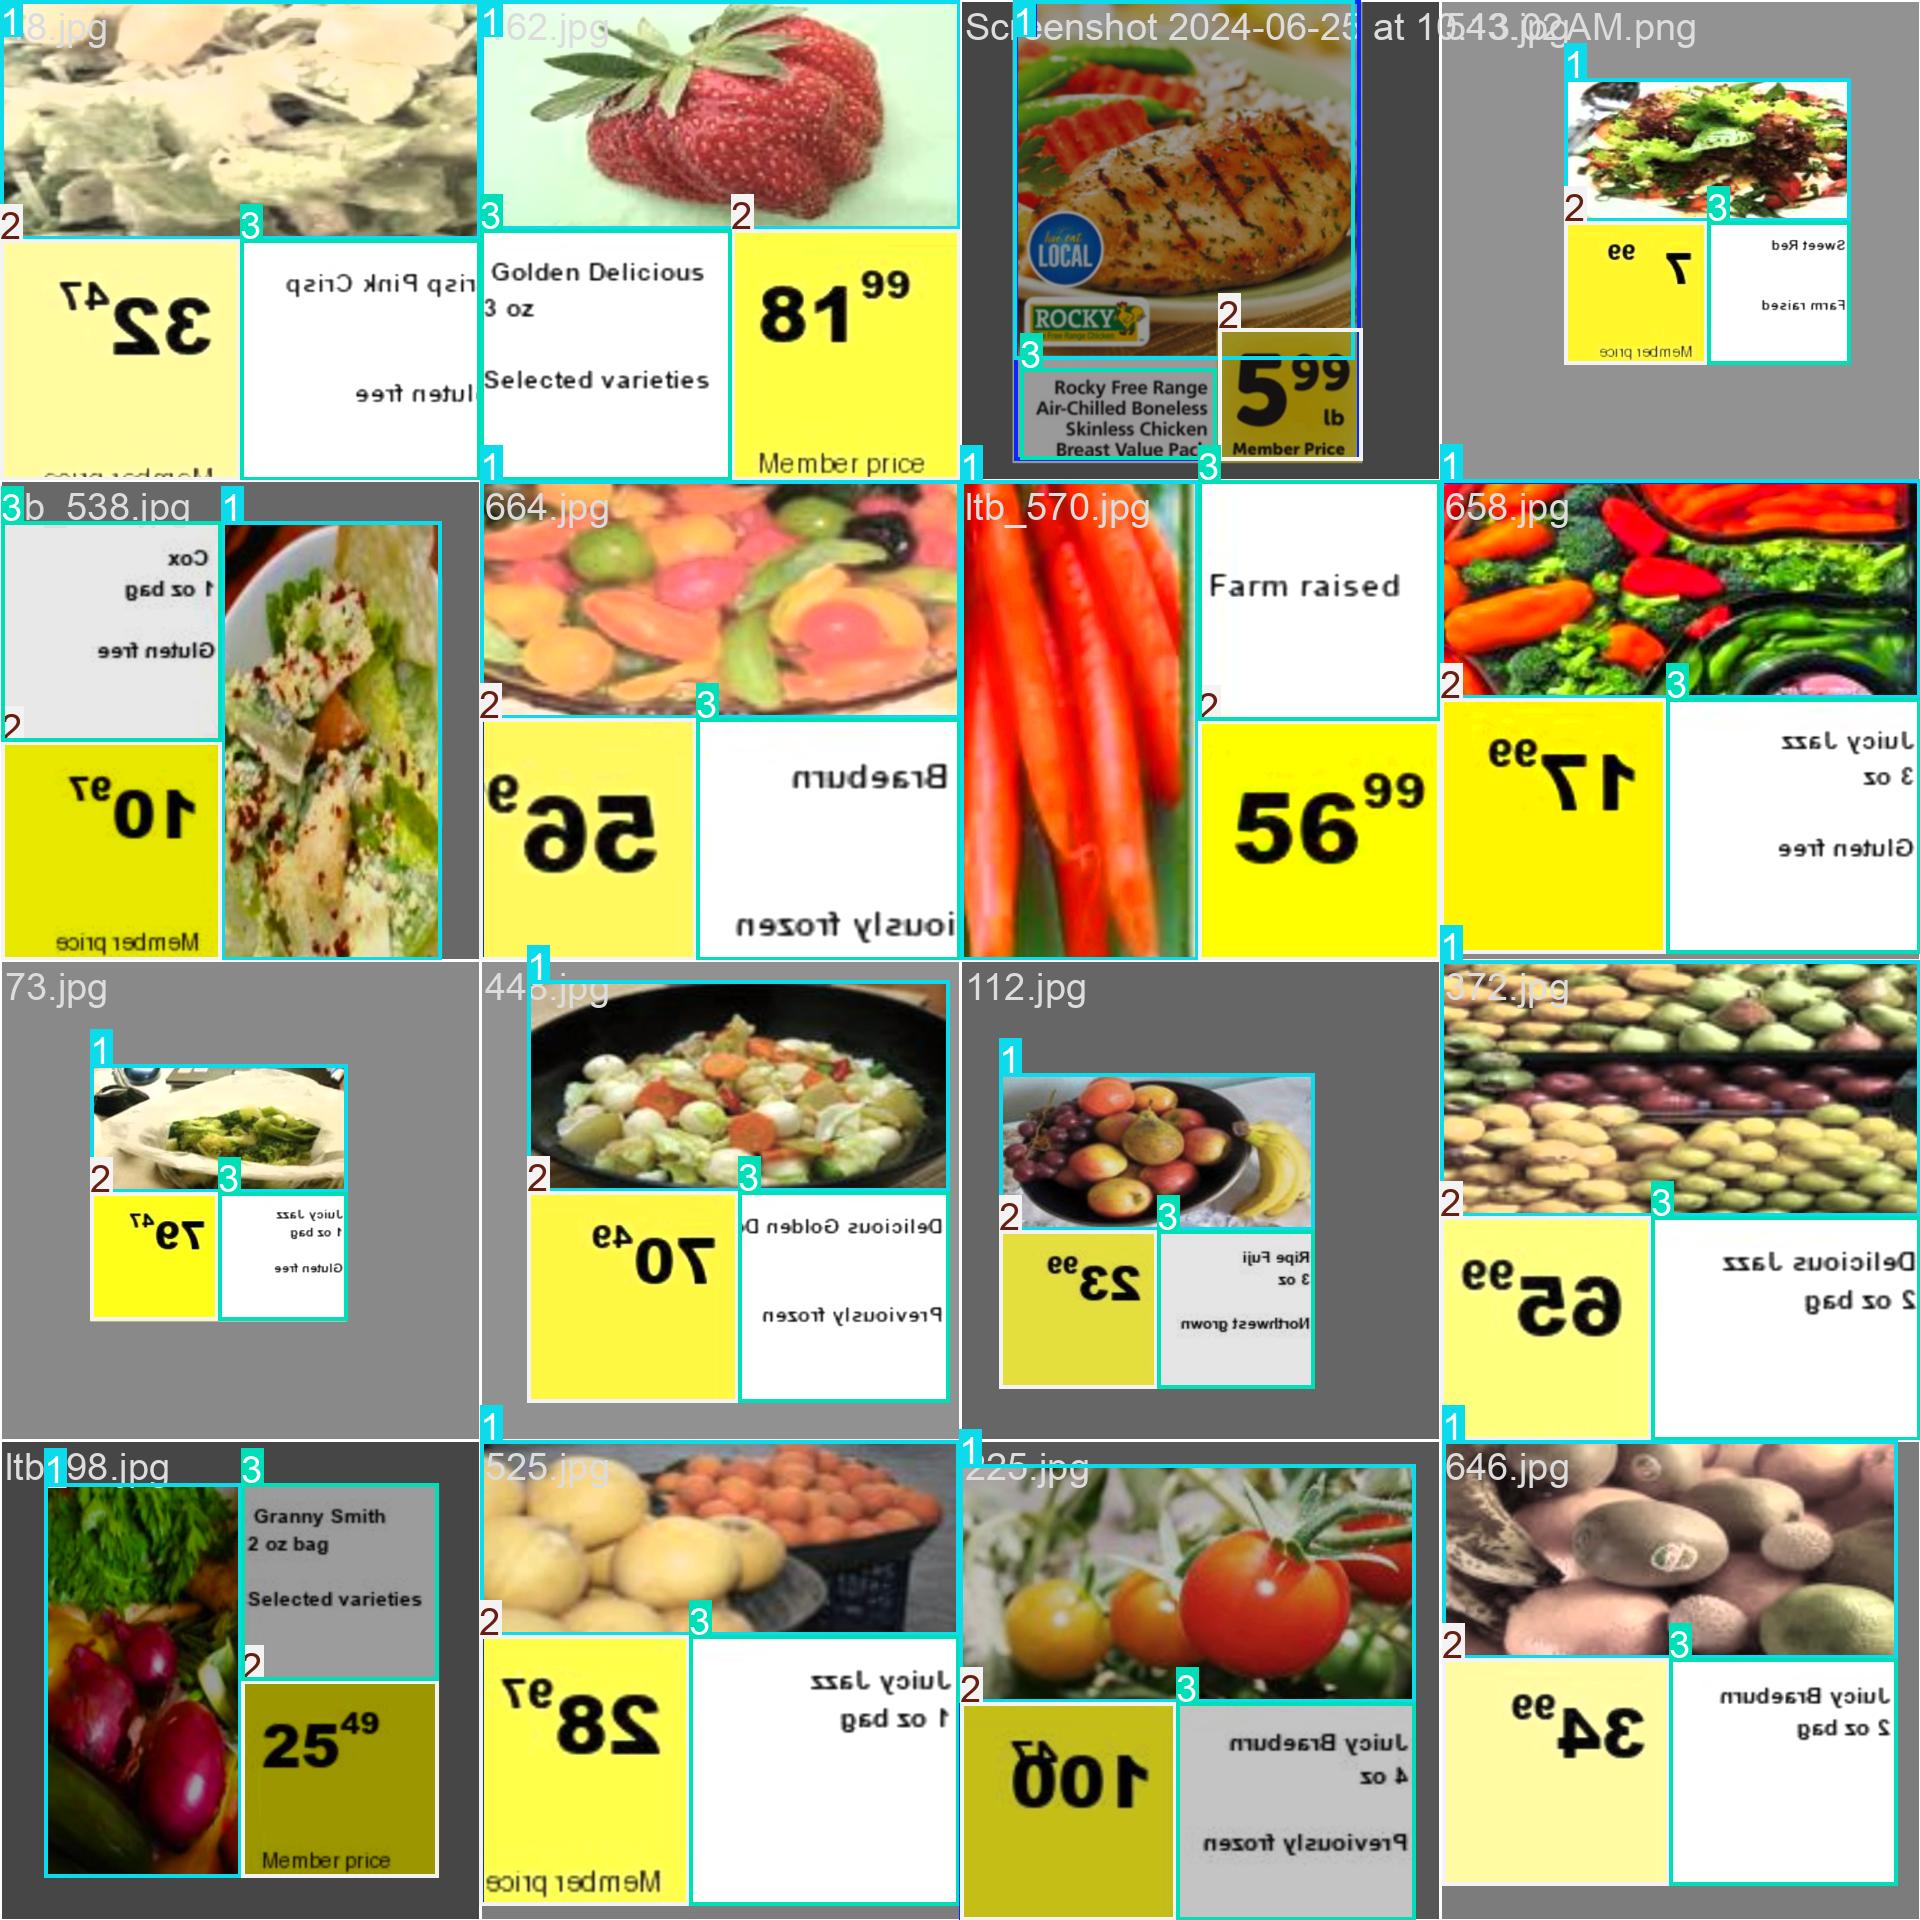 1
8.jpg
2
3
32 47
Member price
risp Pink Crisp
Gluten free
1
62.jpg
3
2
Golden Delicious
3 oz
Selected varieties
81 99
Member price
Screenshot 2024-06-25 at 10.
1
LOCAL
ROCKY
Free Range Chicken
2
3
Rocky Free Range
Air-Chilled Boneless
Skinless Chicken
Breast Value Pack
5 99
lb
Member Price
543.jpg
AM.png
1
2
3
7 99
Member price
Sweet Red
Farm raised
3
b_538.jpg
1
Cox
1 oz bag
Gluten free
2
10 97
Member price
1
664.jpg
2
3
56 9
Braeburn
iously frozen
1
ltb_570.jpg
3
Farm raised
2
56 99
1
658.jpg
2
3
17 99
Juicy Jazz
3 oz
Gluten free
73.jpg
1
2
3
79 47
Juicy Jazz
1 oz bag
Gluten free
1
448.jpg
2
3
70 49
Delicious Golden D
Previously frozen
112.jpg
1
2
3
23 99
Ripe Fuji
3 oz
Northwest grown
1
372.jpg
2
3
65 99
Delicious Jazz
2 oz bag
ltb
1
98.jpg
3
Granny Smith
2 oz bag
Selected varieties
2
25 49
Member price
1
525.jpg
2
3
28 97
Member price
Juicy Jazz
1 oz bag
1
225.jpg
2
3
100 47
Juicy Braeburn
4 oz
Previously frozen
1
646.jpg
2
3
34 99
Juicy Braeburn
2 oz bag